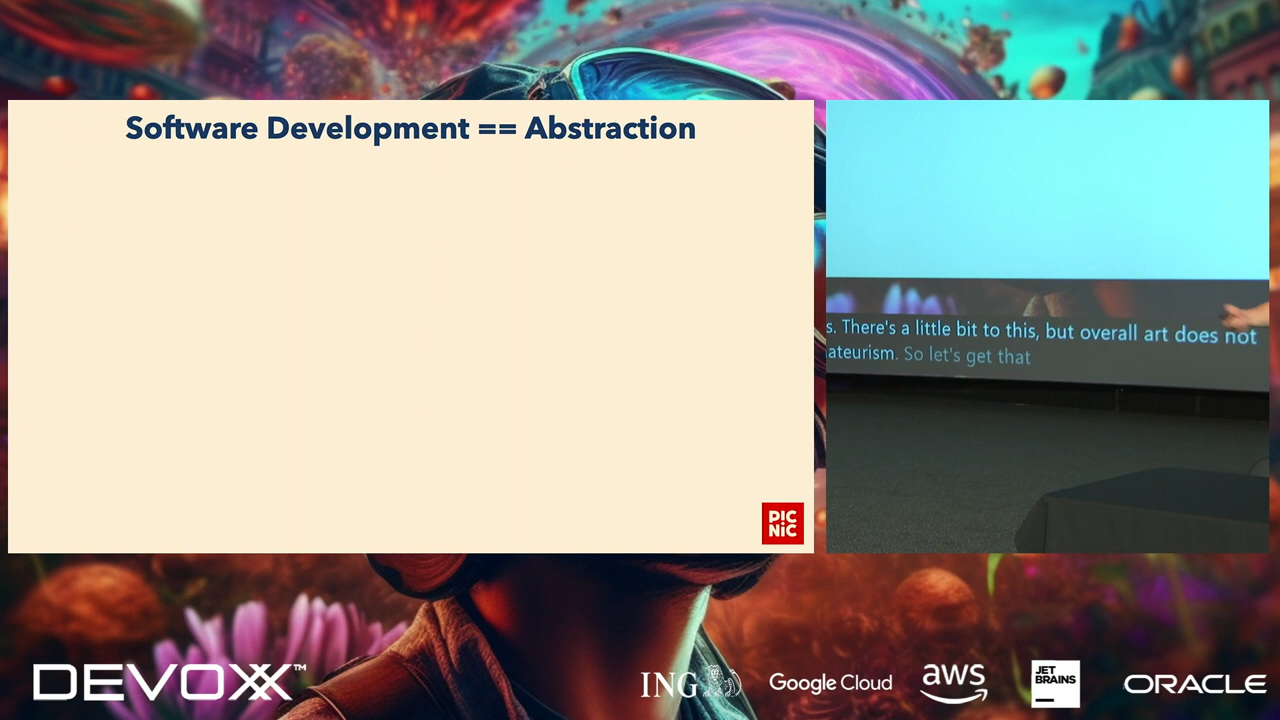 Software Development == Abstraction
PIC
NiC
s. There's a little bit to this, but overall art does not
ateurism. So let's get that
DEVOXX™
ING
Google Cloud
aws
JET
BRAINS
ORACLE